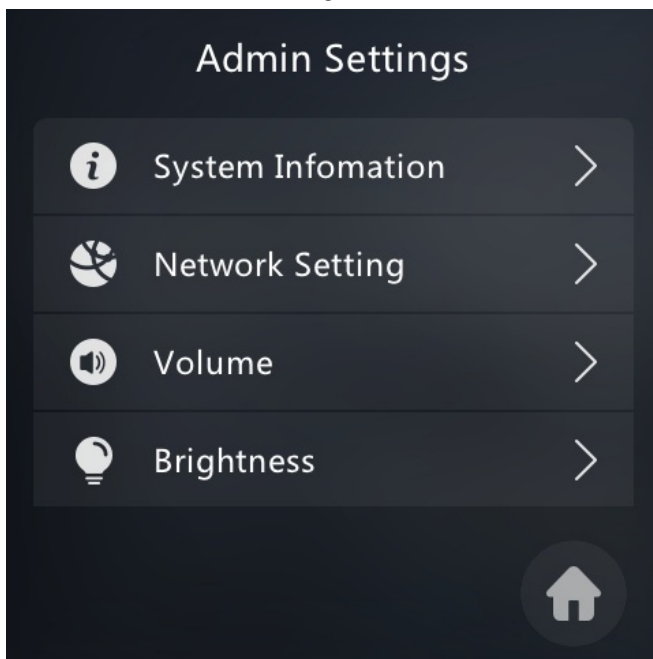 Admin Settings
System Infomation
Network Setting
Volume
Brightness